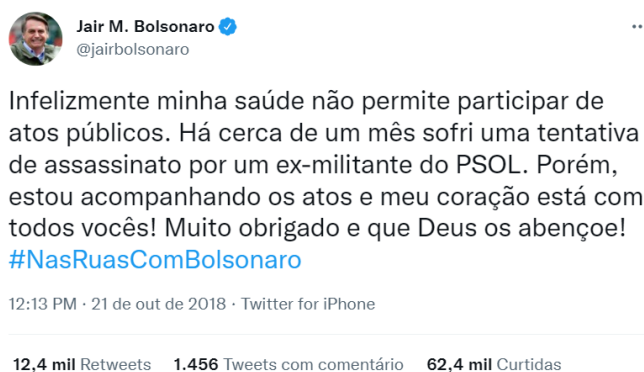 Jair M. Bolsonaro
@jairbolsonaro
Infelizmente minha saúde não permite participar de
atos públicos. Há cerca de um mês sofri uma tentativa
de assassinato por um ex-militante do PSOL. Porém,
estou acompanhando os atos e meu coração está com
todos vocês! Muito obrigado e que Deus os abençoe!
#NasRuasComBolsonaro
12:13 PM · 21 de out de 2018 · Twitter for iPhone
12,4 mil Retweets 1.456 Tweets com comentário 62,4 mil Curtidas